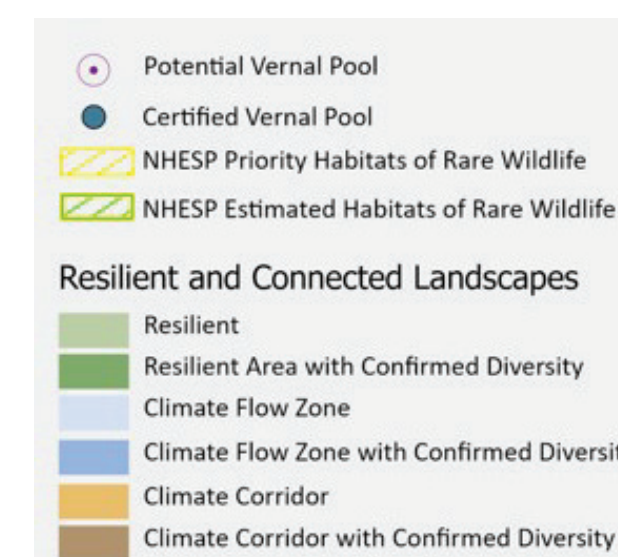 Potential Vernal Pool
Certified Vernal Pool
NHESP Priority Habitats of Rare Wildlife
NHESP Estimated Habitats of Rare Wildlife
Resilient and Connected Landscapes
Resilient
Resilient Area with Confirmed Diversity
Climate Flow Zone
Climate Flow Zone with Confirmed Diversit
Climate Corridor
Climate Corridor with Confirmed Diversity